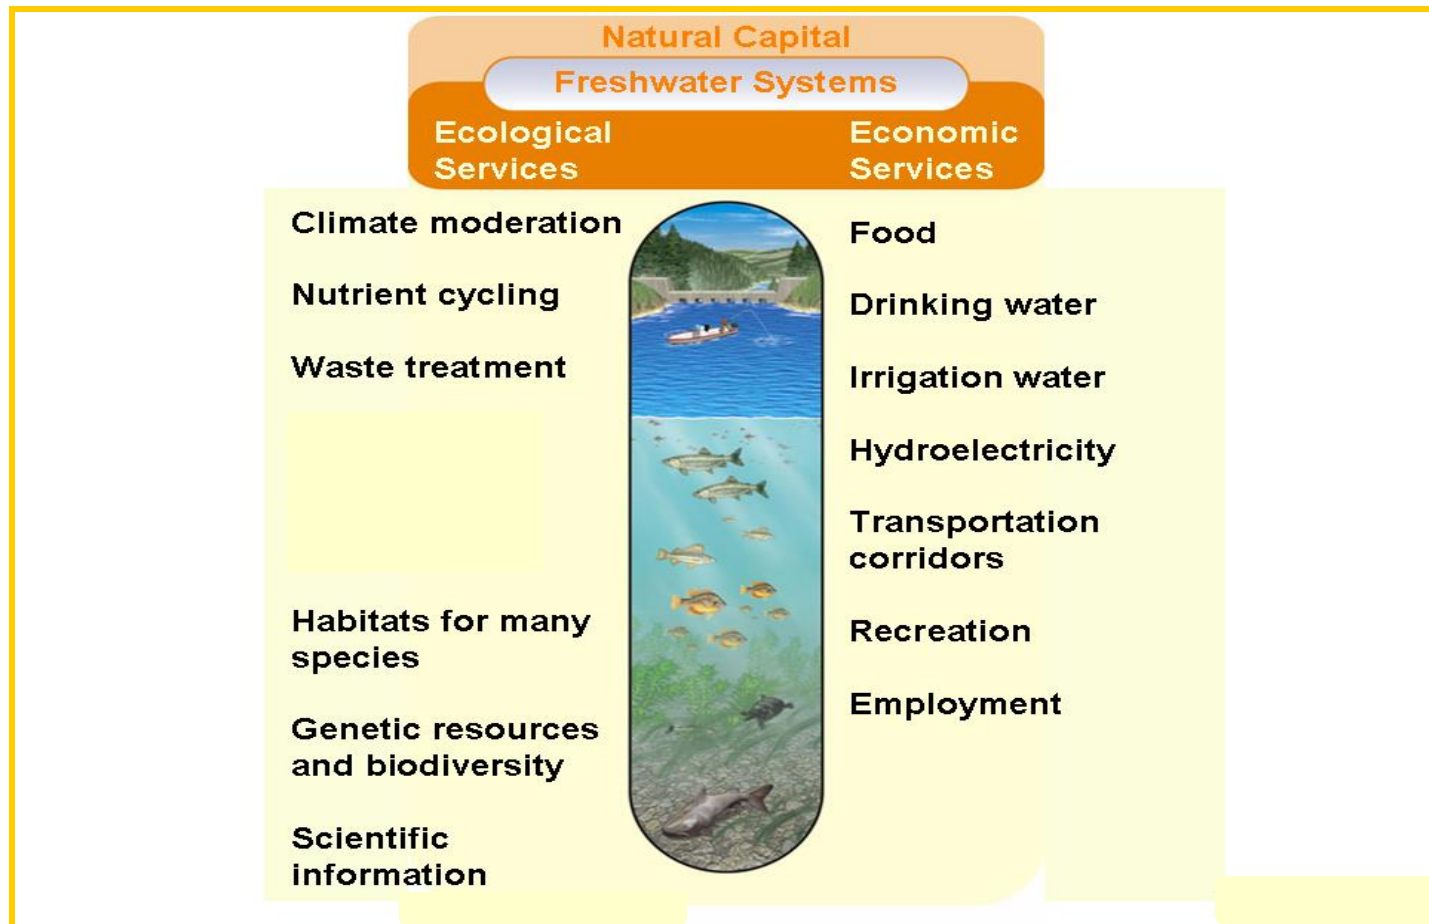 Natural Capital
Freshwater Systems
Ecological
Services
Economic
Services
Climate moderation
Nutrient cycling
Waste treatment
Habitats for many
species
Genetic resources
and biodiversity
Scientific
information
Food
Drinking water
Irrigation water
Hydroelectricity
Transportation
corridors
Recreation
Employment